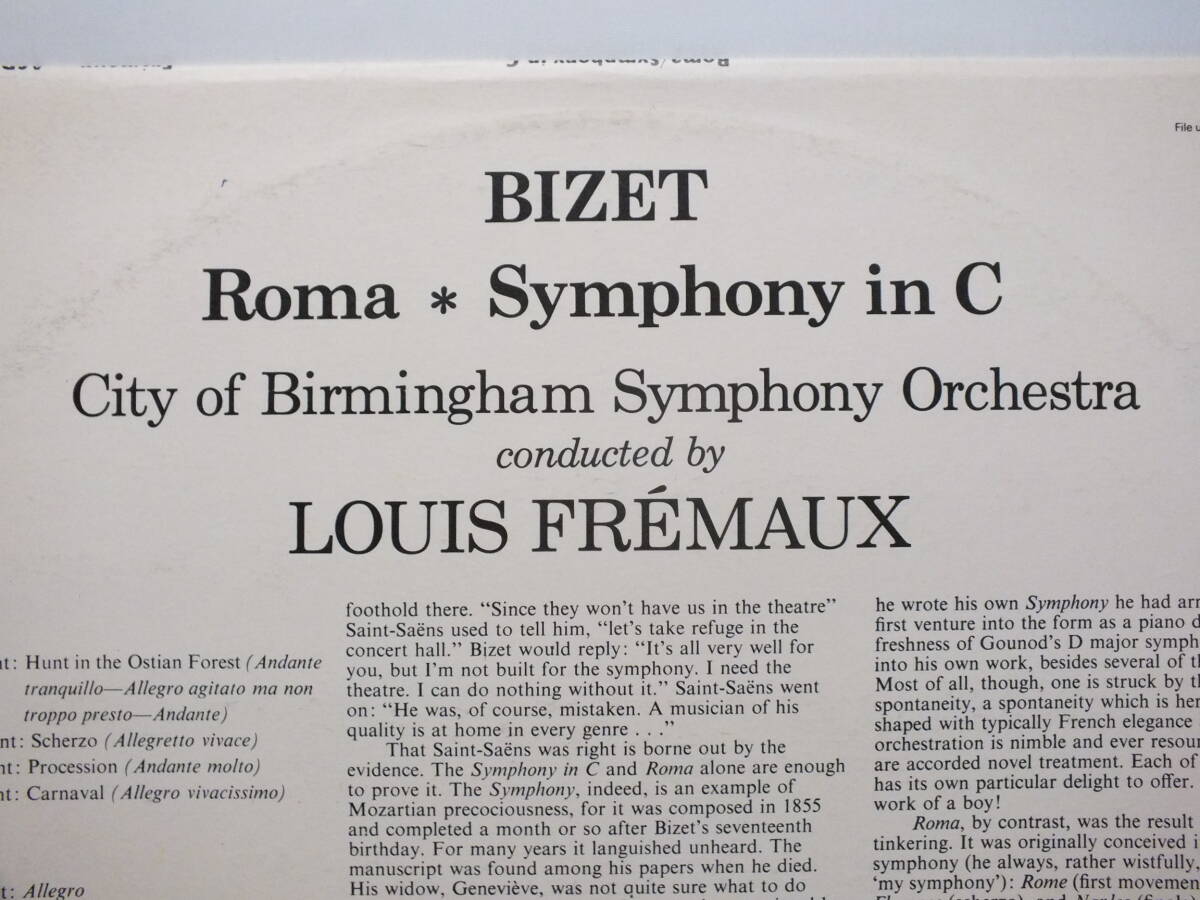 Roma/Symphony in C
File u
BIZET
Roma * Symphony in C
City of Birmingham Symphony Orchestra
conducted by
LOUIS FRÉMAUX
nt: Hunt in the Ostian Forest (Andante
tranquillo—Allegro agitato ma non
troppo presto—Andante)
nt: Scherzo (Allegretto vivace)
nt: Procession (Andante molto)
nt: Carnaval (Allegro vivacissimo)
t: Allegro
foothold there. “Since they won't have us in the theatre”
Saint-Saëns used to tell him, “let's take refuge in the
concert hall.” Bizet would reply: “It's all very well for
you, but I'm not built for the symphony. I need the
theatre. I can do nothing without it.” Saint-Saëns went
on: “He was, of course, mistaken. A musician of his
quality is at home in every genre . . .”
That Saint-Saëns was right is borne out by the
evidence. The Symphony in C and Roma alone are enough
to prove it. The Symphony, indeed, is an example of
Mozartian precociousness, for it was composed in 1855
and completed a month or so after Bizet's seventeenth
birthday. For many years it languished unheard. The
manuscript was found among his papers when he died.
His widow, Geneviève, was not quite sure what to do
he wrote his own Symphony he had arr
first venture into the form as a piano d
freshness of Gounod's D major symph
into his own work, besides several of th
Most of all, though, one is struck by th
spontaneity, a spontaneity which is her
shaped with typically French elegance
orchestration is nimble and ever resour
are accorded novel treatment. Each of
has its own particular delight to offer.
work of a boy!
Roma, by contrast, was the result
tinkering. It was originally conceived i
symphony (he always, rather wistfully,
'my symphony'): Rome (first movemen
(scherzo), and Naples (finale)